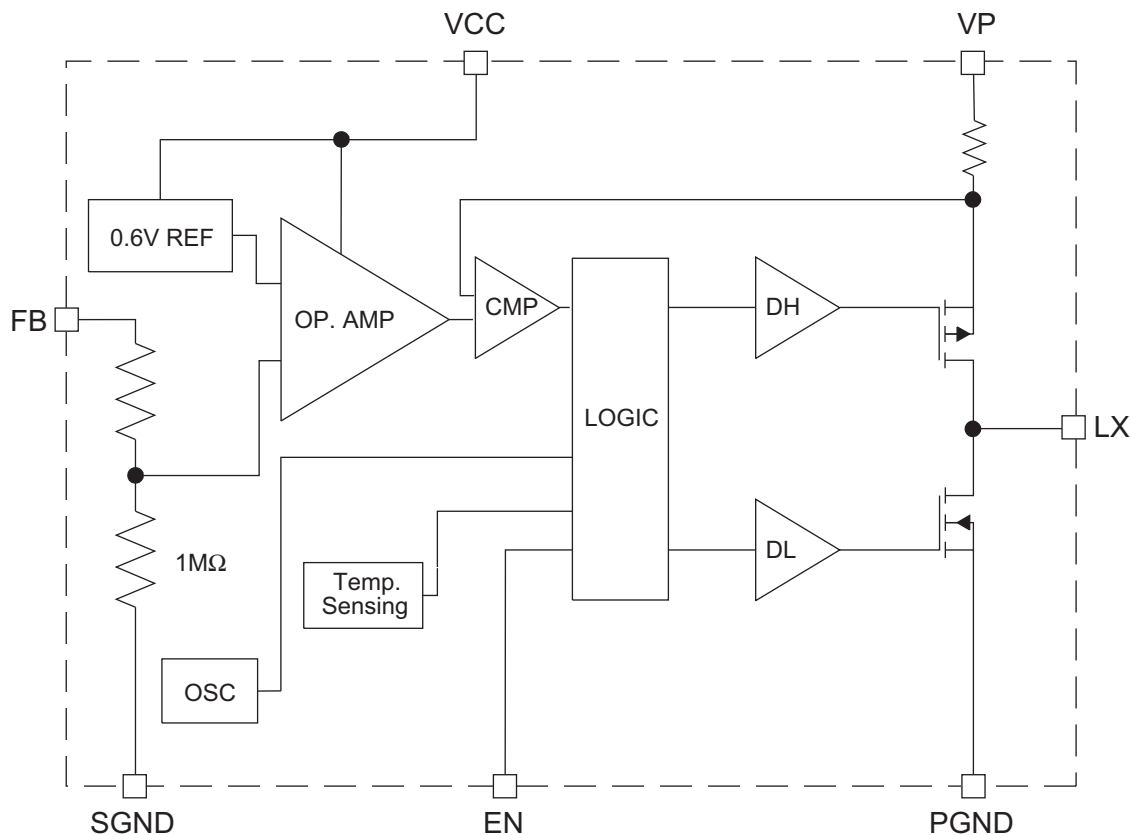 VCC
VP
0.6V REF
FB
OP. AMP
CMP
DH
LOGIC
LX
1MΩ
Temp.
Sensing
DL
OSC
SGND
EN
PGND